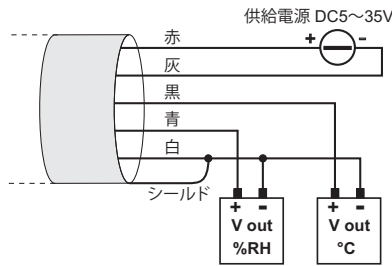 供給電源 DC5～35V
赤
+ -
灰
黒
青
白
シールド
+ - + -
V out V out
%RH °C